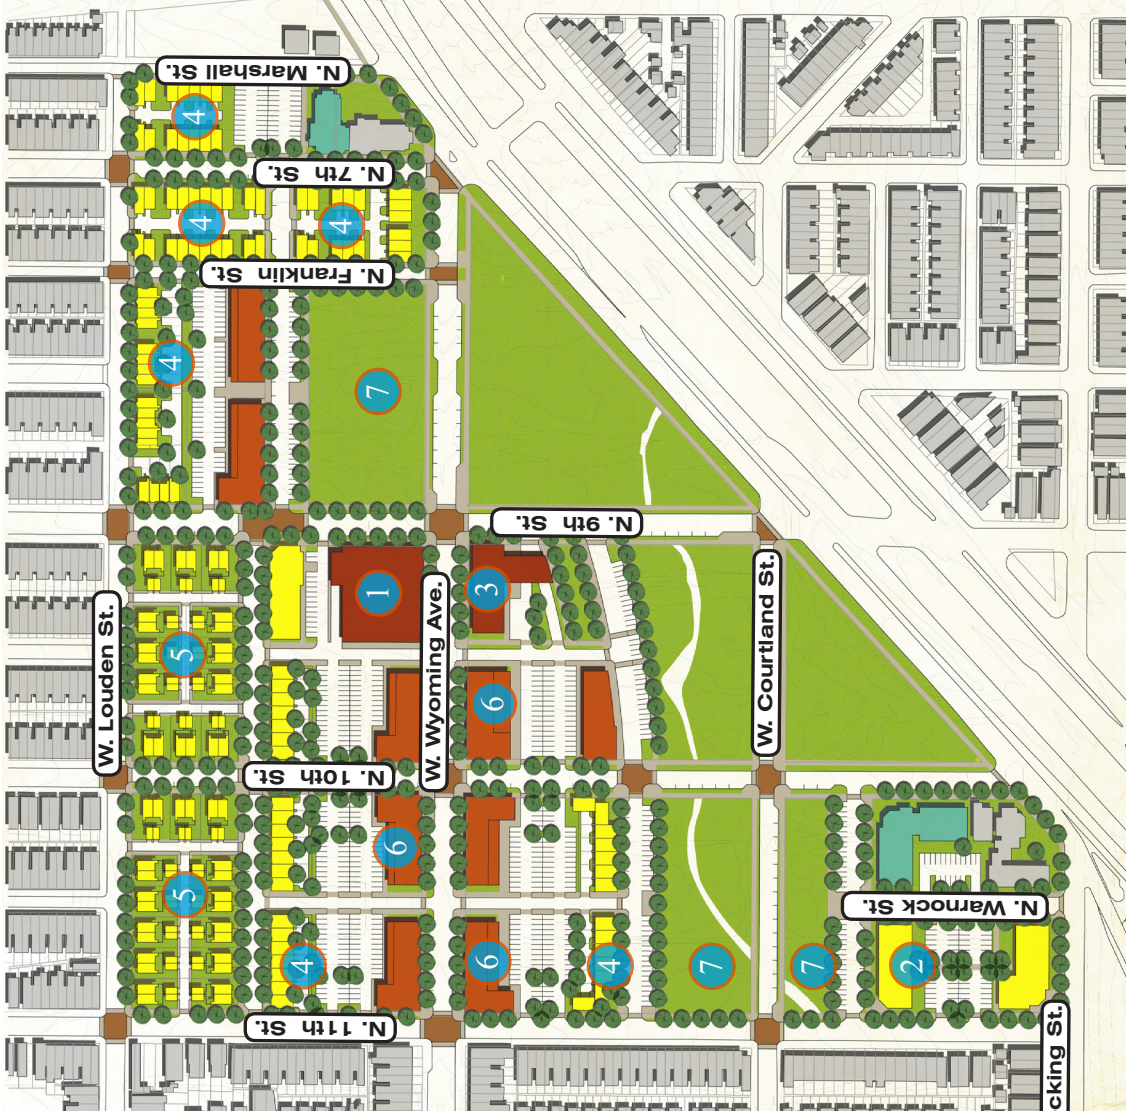 N. Marshall St.
4
N. 7th St.
4
4
N. Franklin St.
4
7
N. 9th St.
W. Louden St.
5
1
W. Wyoming Ave.
3
W. Courtland St.
6
N. 10th St.
6
5
N. Warnock St.
4
6
4
7
7
2
N. 11th St.
cking St.